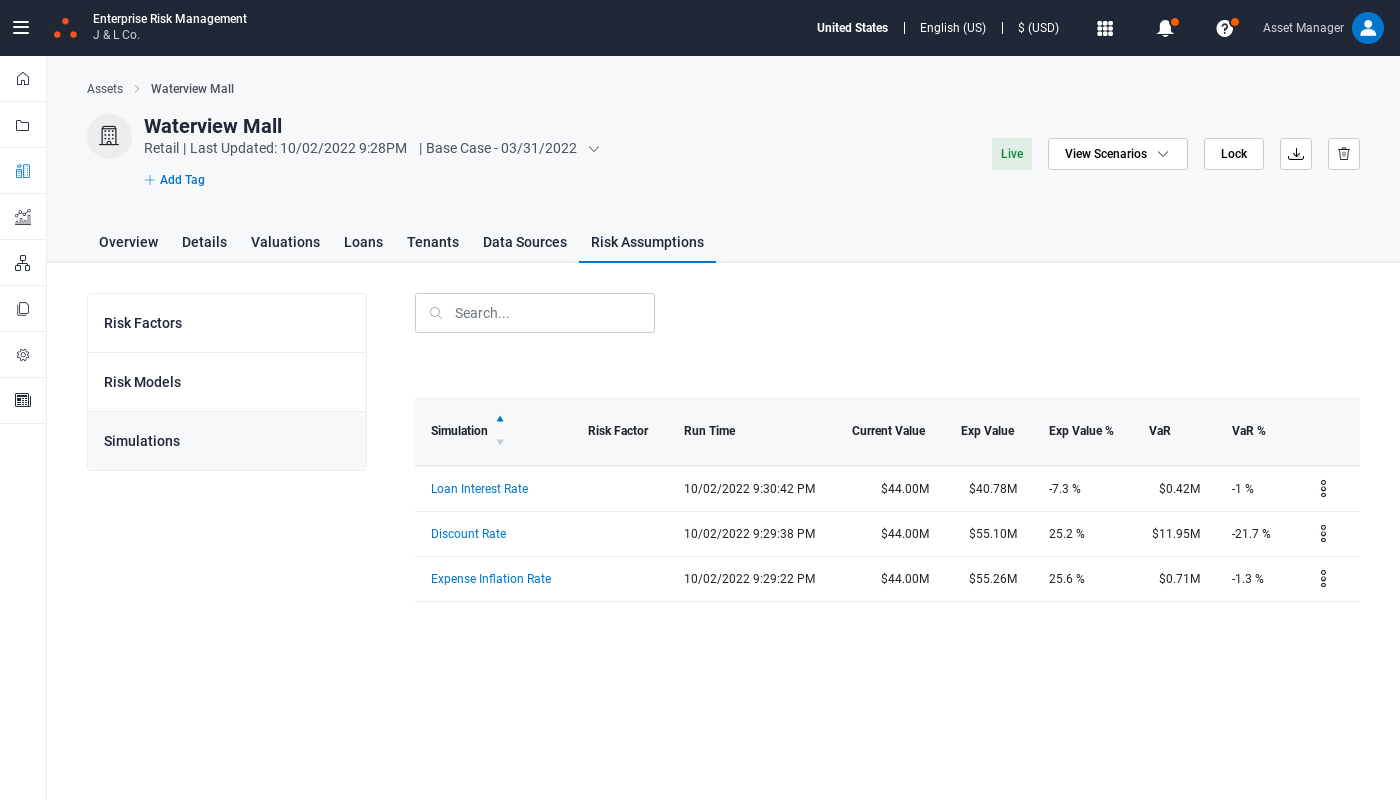 Enterprise Risk Management
J & L Co.
United States | English (US) | $ (USD)
Asset Manager
Assets > Waterview Mall
Waterview Mall
Retail | Last Updated: 10/02/2022 9:28PM | Base Case - 03/31/2022
+ Add Tag
Live
View Scenarios
Lock
Overview Details Valuations Loans Tenants Data Sources Risk Assumptions
Risk Factors
Risk Models
Simulations
Search...
Simulation Risk Factor Run Time Current Value Exp Value Exp Value % VaR VaR %
Loan Interest Rate 10/02/2022 9:30:42 PM $44.00M $40.78M -7.3 % $0.42M -1 %
Discount Rate 10/02/2022 9:29:38 PM $44.00M $55.10M 25.2 % $11.95M -21.7 %
Expense Inflation Rate 10/02/2022 9:29:22 PM $44.00M $55.26M 25.6 % $0.71M -1.3 %